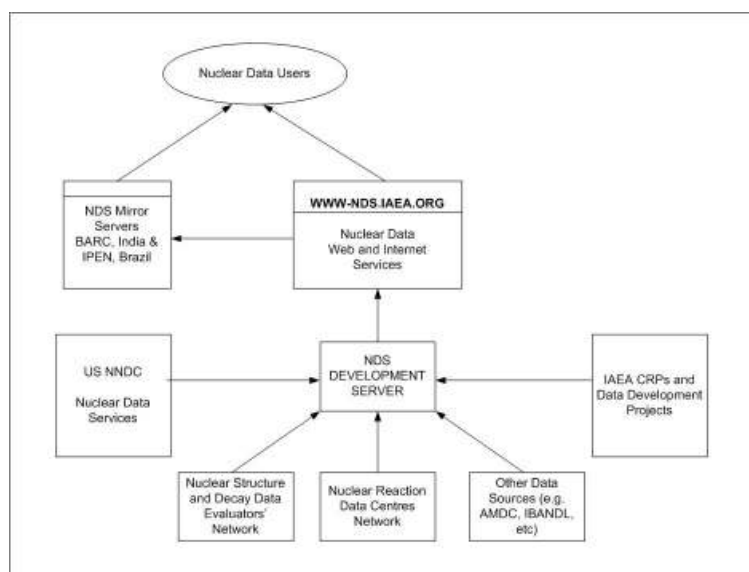 Nuclear Data Users
NDS Mirror
Servers
BARC, India &
IPEN, Brazil
WWW-NDS.IAEA.ORG
Nuclear Data
Web and Internet
Services
US NNDC
Nuclear Data
Services
NDS
DEVELOPMENT
SERVER
IAEA CRPs and
Data Development
Projects
Nuclear Structure
and Decay Data
Evaluators'
Network
Nuclear Reaction
Data Centres
Network
Other Data
Sources (e.g.
AMDC, IBANDL,
etc)